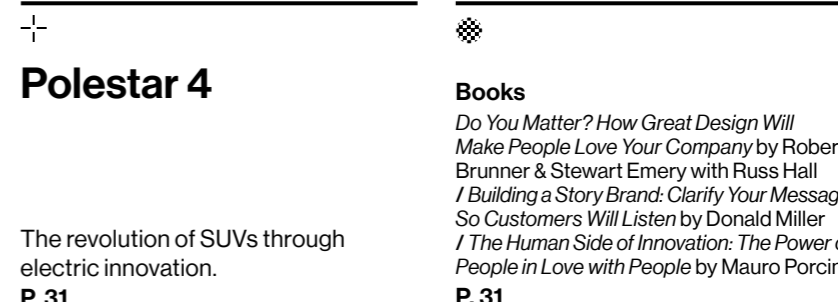 Polestar 4
The revolution of SUVs through
electric innovation.
P. 31
Books
Do You Matter? How Great Design Will
Make People Love Your Company by Rober
Brunner & Stewart Emery with Russ Hall
/ Building a Story Brand: Clarify Your Messag
So Customers Will Listen by Donald Miller
/ The Human Side of Innovation: The Power o
People in Love with People by Mauro Porcin
P. 31